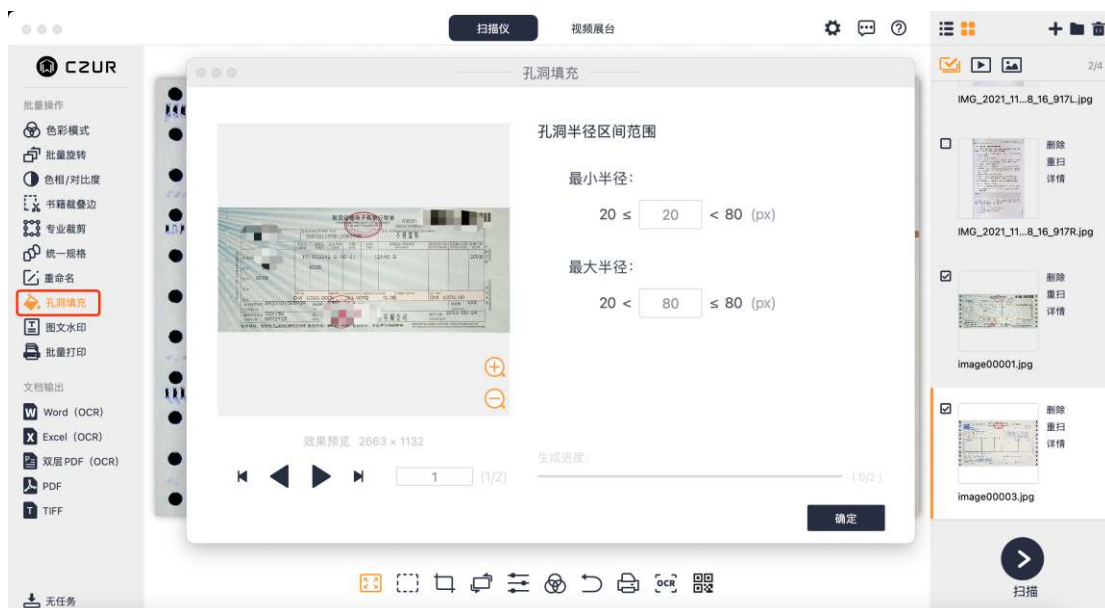 扫描仪
视频展台
CZUR
批量操作
色彩模式
批量旋转
色相/对比度
书籍裁叠边
专业裁剪
统一规格
重命名
孔洞填充
图文水印
批量打印
文档输出
Word（OCR）
Excel（OCR）
双层 PDF（OCR）
PDF
TIFF
无任务
孔洞填充
孔洞半径区间范围
最小半径：
20 ≤ 20 < 80 (px)
最大半径：
20 < 80 ≤ 80 (px)
效果预览 2663 × 1132
1 (1/2)
生成进度：
( 0/2 )
确定
OCR
2/4
IMG_2021_11...8_16_917L.jpg
删除
重扫
详情
IMG_2021_11...8_16_917R.jpg
删除
重扫
详情
image00001.jpg
删除
重扫
详情
image00003.jpg
扫描